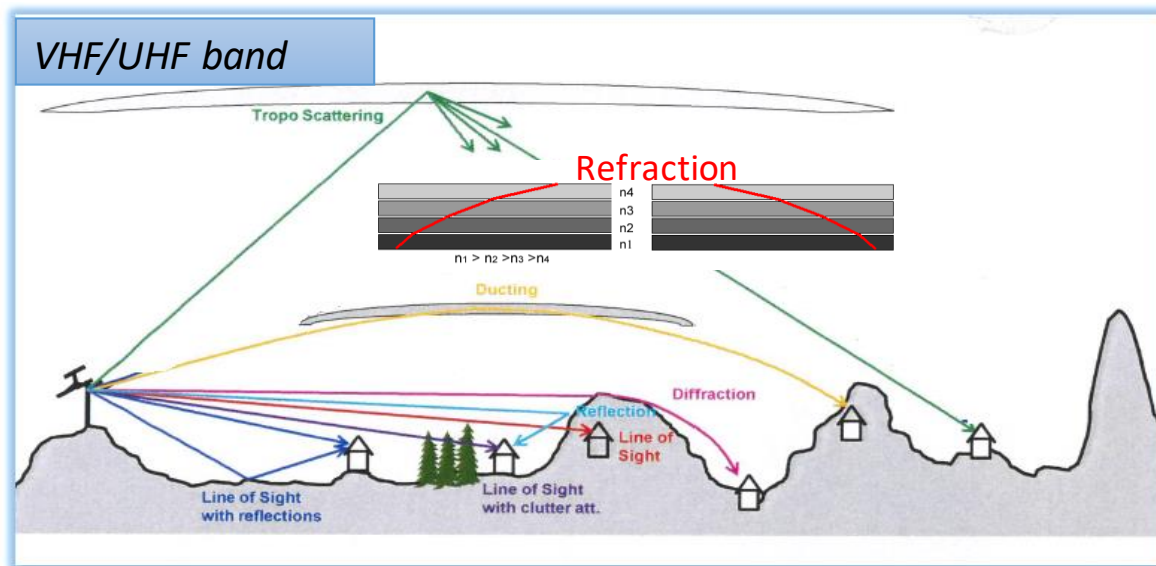 VHF/UHF band
Tropo Scattering
Refraction
n4
n3
n2
n1
n₁ > n₂ >n₃ >n₄
Ducting
Diffraction
Reflection
Line of
Sight
Line of Sight
with reflections
Line of Sight
with clutter att.